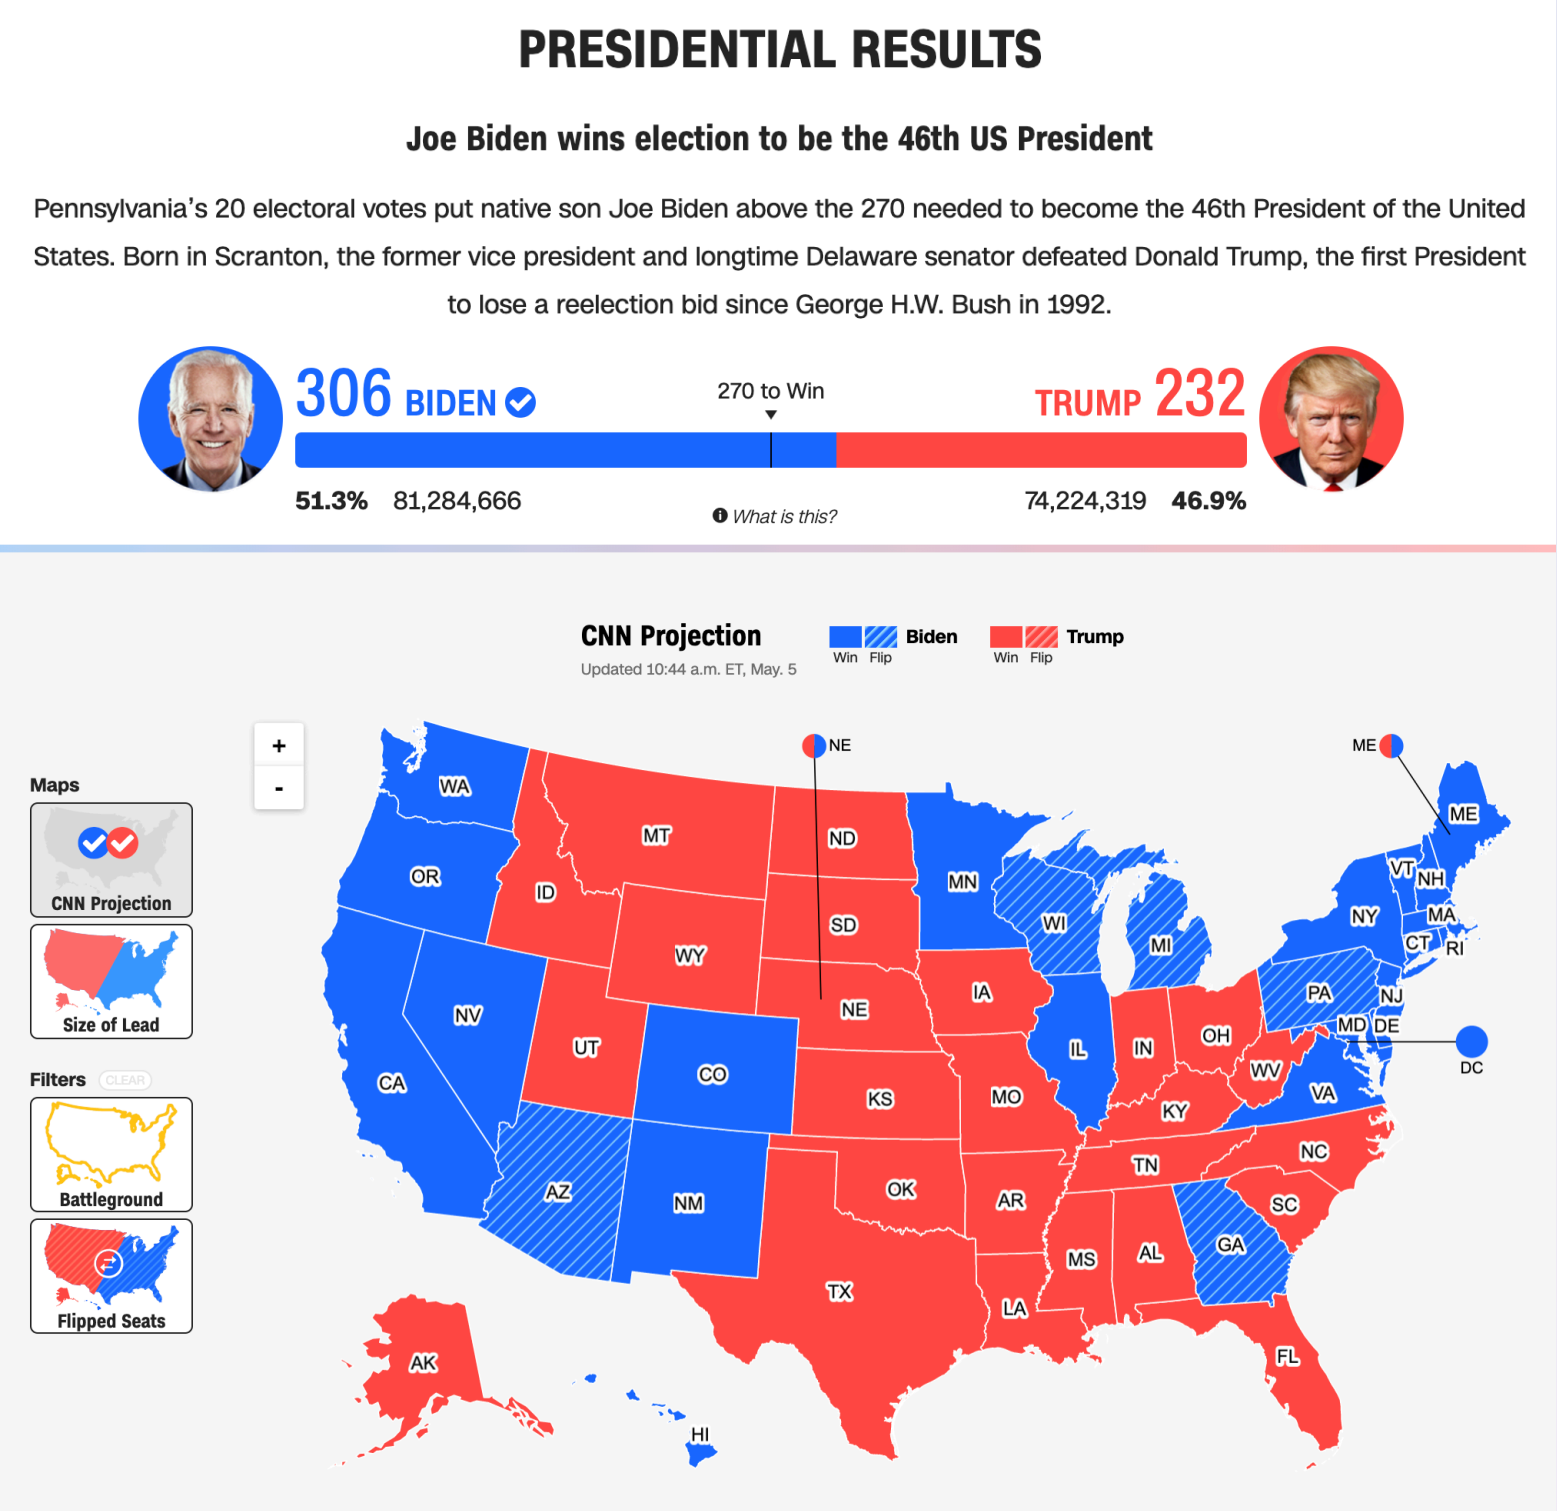 PRESIDENTIAL RESULTS
Joe Biden wins election to be the 46th US President
Pennsylvania's 20 electoral votes put native son Joe Biden above the 270 needed to become the 46th President of the United
States. Born in Scranton, the former vice president and longtime Delaware senator defeated Donald Trump, the first President
to lose a reelection bid since George H.W. Bush in 1992.
306 BIDEN
270 to Win
TRUMP 232
51.3% 81,284,666
What is this?
74,224,319 46.9%
CNN Projection
Updated 10:44 a.m. ET, May. 5
Win Flip Biden
Win Flip Trump
+
-
Maps
CNN Projection
Size of Lead
Filters CLEAR
Battleground
Flipped Seats
NE
ME
WA
MT
ND
MN
ME
OR
ID
SD
WI
MI
VT
NH
NY
MA
CT
RI
WY
NV
IA
NE
PA
NJ
UT
CO
IL
IN
OH
MD
DE
DC
CA
KS
MO
WV
VA
KY
AZ
NM
OK
AR
TN
NC
SC
TX
LA
MS
AL
GA
FL
AK
HI